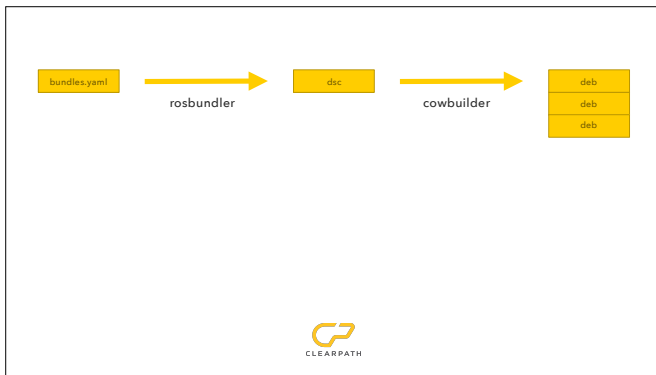 bundles.yaml
rosbundler
dsc
cowbuilder
deb
deb
deb
CLEARPATH